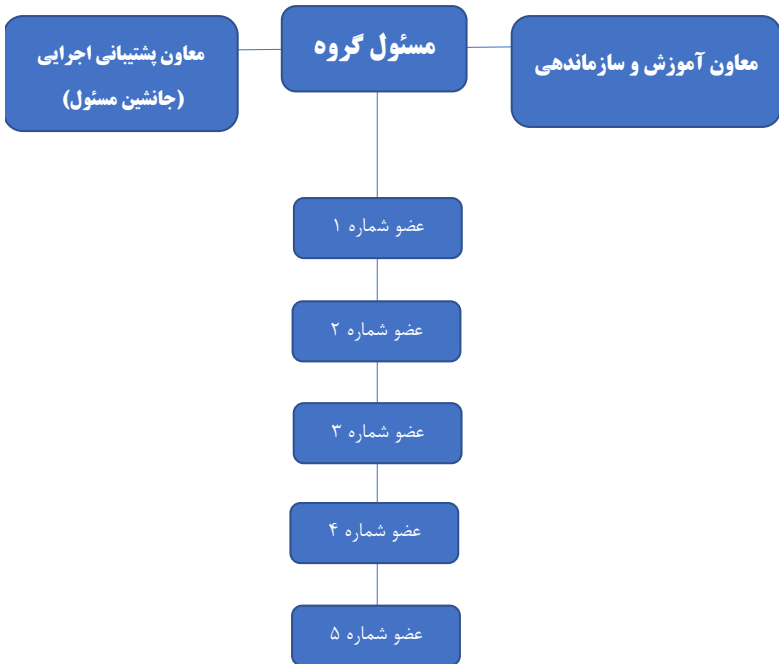 مسئول گروه
معاون آموزش و سازماندهی
معاون پشتیبانی اجرایی
(جانشین مسئول)
عضو شماره ۱
عضو شماره ۲
عضو شماره ۳
عضو شماره ۴
عضو شماره ۵